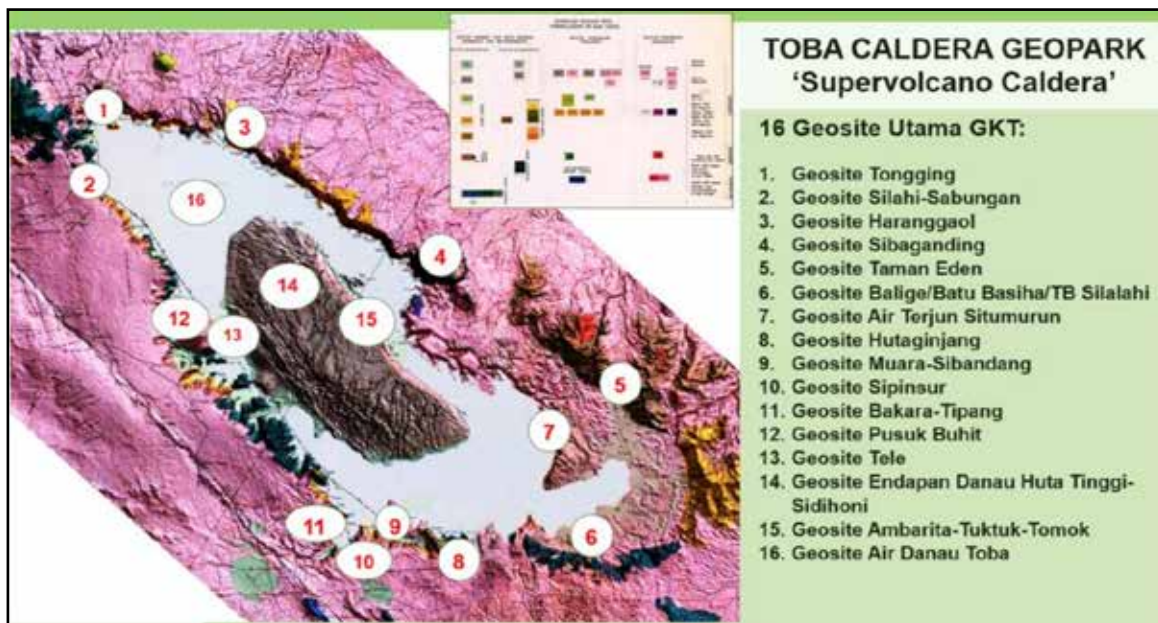 TOBA CALDERA GEOPARK
‘Supervolcano Caldera’
16 Geosite Utama GKT:
1. Geosite Tongging
2. Geosite Silahi-Sabungan
3. Geosite Haranggaol
4. Geosite Sibaganding
5. Geosite Taman Eden
6. Geosite Balige/Batu Basiha/TB Silalahi
7. Geosite Air Terjun Situmurun
8. Geosite Hutaginjang
9. Geosite Muara-Sibandang
10. Geosite Sipinsur
11. Geosite Bakara-Tipang
12. Geosite Pusuk Buhit
13. Geosite Tele
14. Geosite Endapan Danau Huta Tinggi-
Sidihoni
15. Geosite Ambarita-Tuktuk-Tomok
16. Geosite Air Danau Toba
1
3
2
16
4
14
12
13
15
5
7
11
9
6
10
8